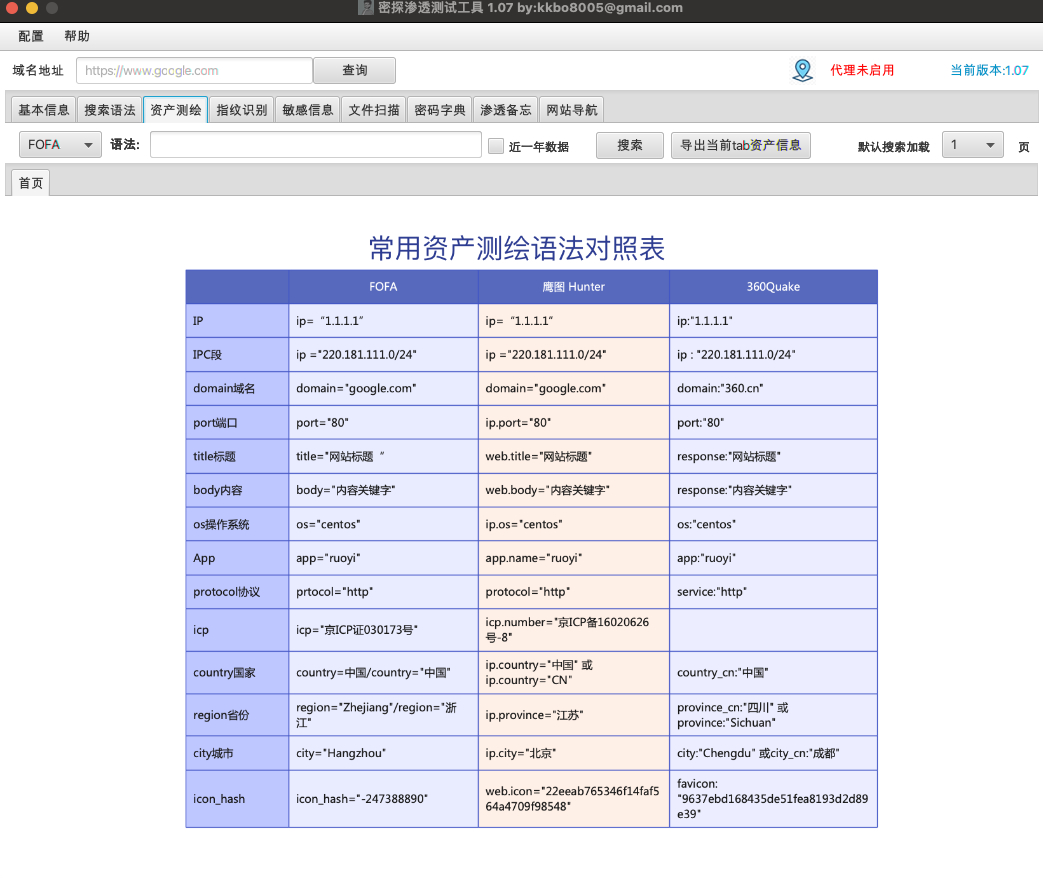 密探渗透测试工具 1.07 by:kkbo8005@gmail.com
配置 帮助
域名地址 https://www.google.com 查询 代理未启用 当前版本:1.07
基本信息 搜索语法 资产测绘 指纹识别 敏感信息 文件扫描 密码字典 渗透备忘 网站导航
FOFA 语法: 近一年数据 搜索 导出当前tab资产信息 默认搜索加载 1 页
首页
常用资产测绘语法对照表
FOFA 鹰图 Hunter 360Quake
IP ip=“1.1.1.1” ip=“1.1.1.1“ ip:"1.1.1.1"
IPC段 ip ="220.181.111.0/24" ip ="220.181.111.0/24" ip : "220.181.111.0/24"
domain域名 domain="google.com" domain="google.com" domain:"360.cn"
port端口 port="80" ip.port="80" port:"80"
title标题 title="网站标题 ” web.title="网站标题" response:"网站标题"
body内容 body="内容关键字" web.body="内容关键字" response:"内容关键字"
os操作系统 os="centos" ip.os="centos" os:"centos"
App app="ruoyi" app.name="ruoyi" app:"ruoyi"
protocol协议 prtocol="http" protocol="http" service:"http"
icp icp="京ICP证030173号" icp.number="京ICP备16020626
号-8"
country国家 country=中国/country="中国" ip.country="中国" 或
ip.country="CN" country_cn:"中国"
region省份 region="Zhejiang"/region="浙
江" ip.province="江苏" province_cn:"四川" 或
province:"Sichuan"
city城市 city="Hangzhou" ip.city="北京" city:"Chengdu" 或city_cn:"成都"
icon_hash icon_hash="-247388890" web.icon="22eeab765346f14faf5
64a4709f98548" favicon:
"9637ebd168435de51fea8193d2d89
e39"